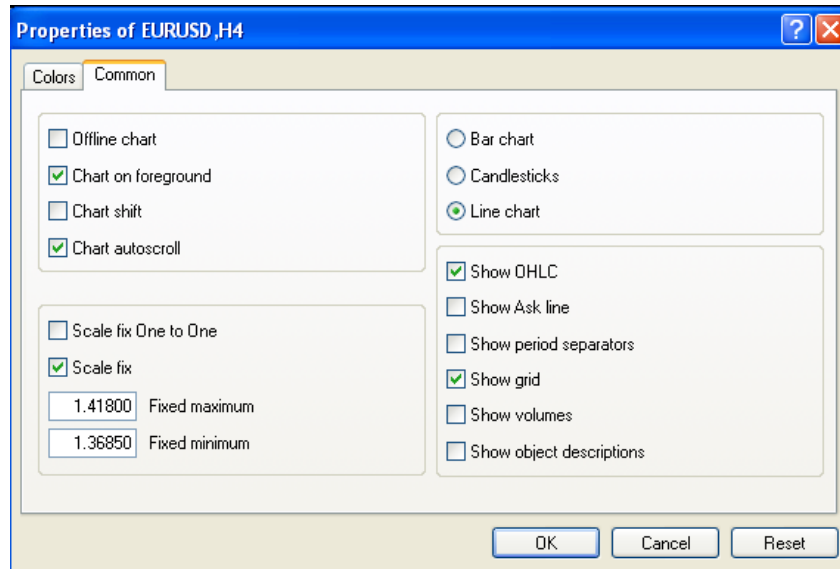 Properties of EURUSD,H4
Colors
Common
Offline chart
Chart on foreground
Chart shift
Chart autoscroll
Scale fix One to One
Scale fix
1.41800 Fixed maximum
1.36850 Fixed minimum
Bar chart
Candlesticks
Line chart
Show OHLC
Show Ask line
Show period separators
Show grid
Show volumes
Show object descriptions
OK
Cancel
Reset